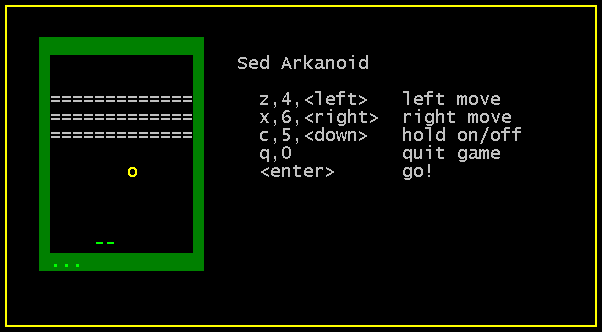 Sed Arkanoid
z,4,<left> left move
x,6,<right> right move
c,5,<down> hold on/off
q,0 quit game
<enter> go!
=============
=============
=============
o
--
...